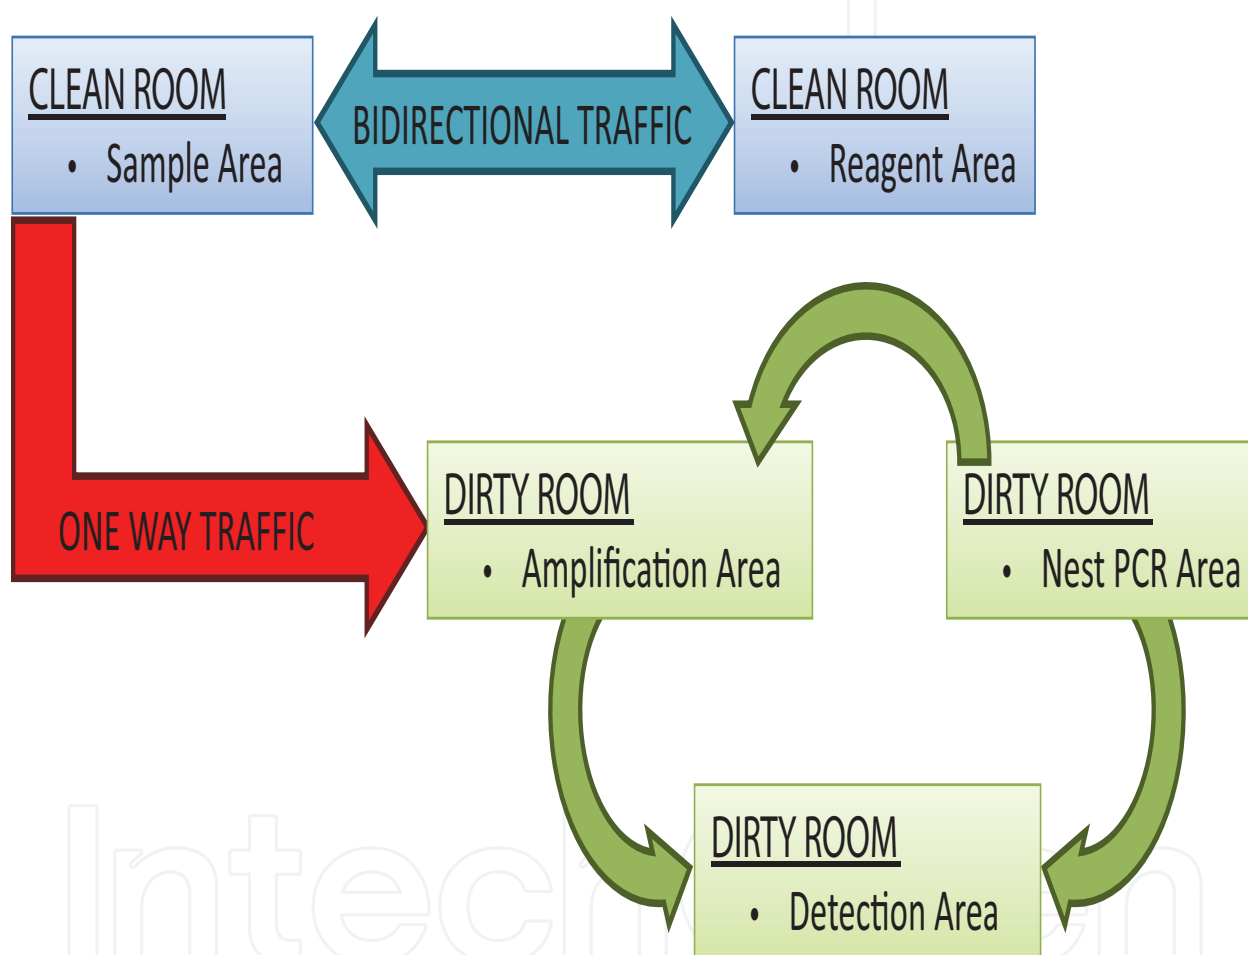 CLEAN ROOM
• Sample Area
BIDIRECTIONAL TRAFFIC
CLEAN ROOM
• Reagent Area
ONE WAY TRAFFIC
DIRTY ROOM
• Amplification Area
DIRTY ROOM
• Nest PCR Area
DIRTY ROOM
• Detection Area